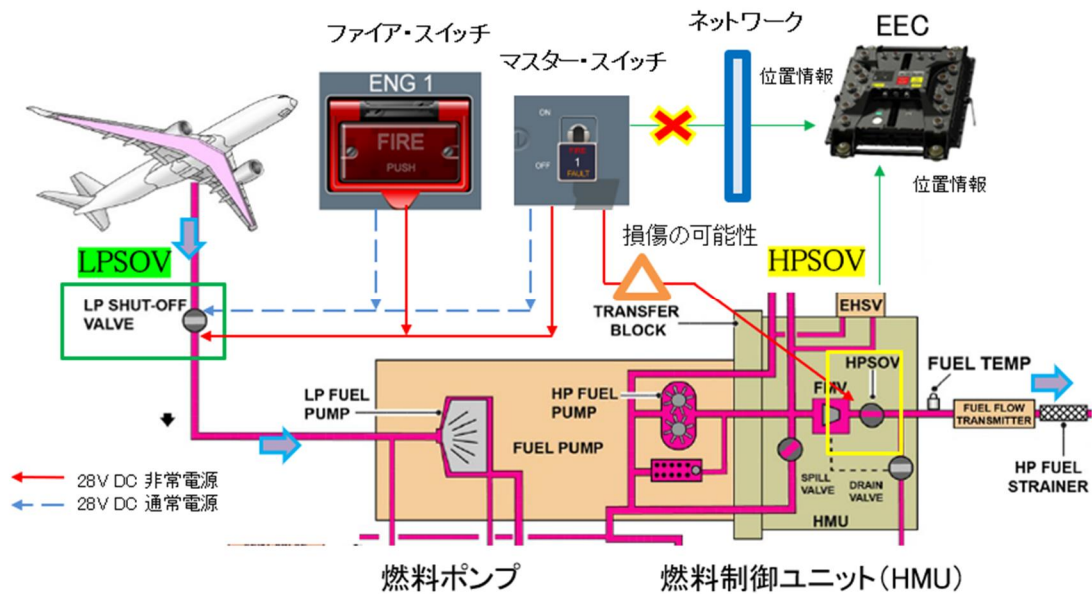 ファイア・スイッチ
マスター・スイッチ
ネットワーク
EEC
ENG 1
FIRE
PUSH
ON
OFF
FIRE
1
FAULT
位置情報
位置情報
損傷の可能性
LPSOV
HPSOV
LP SHUT-OFF
VALVE
TRANSFER
BLOCK
EHSV
HPSOV
FUEL TEMP
LP FUEL
PUMP
HP FUEL
PUMP
FMV
FUEL PUMP
FUEL FLOW
TRANSMITTER
HP FUEL
STRAINER
SPILL
VALVE
DRAIN
VALVE
HMU
28V DC 非常電源
28V DC 通常電源
燃料ポンプ
燃料制御ユニット(HMU)